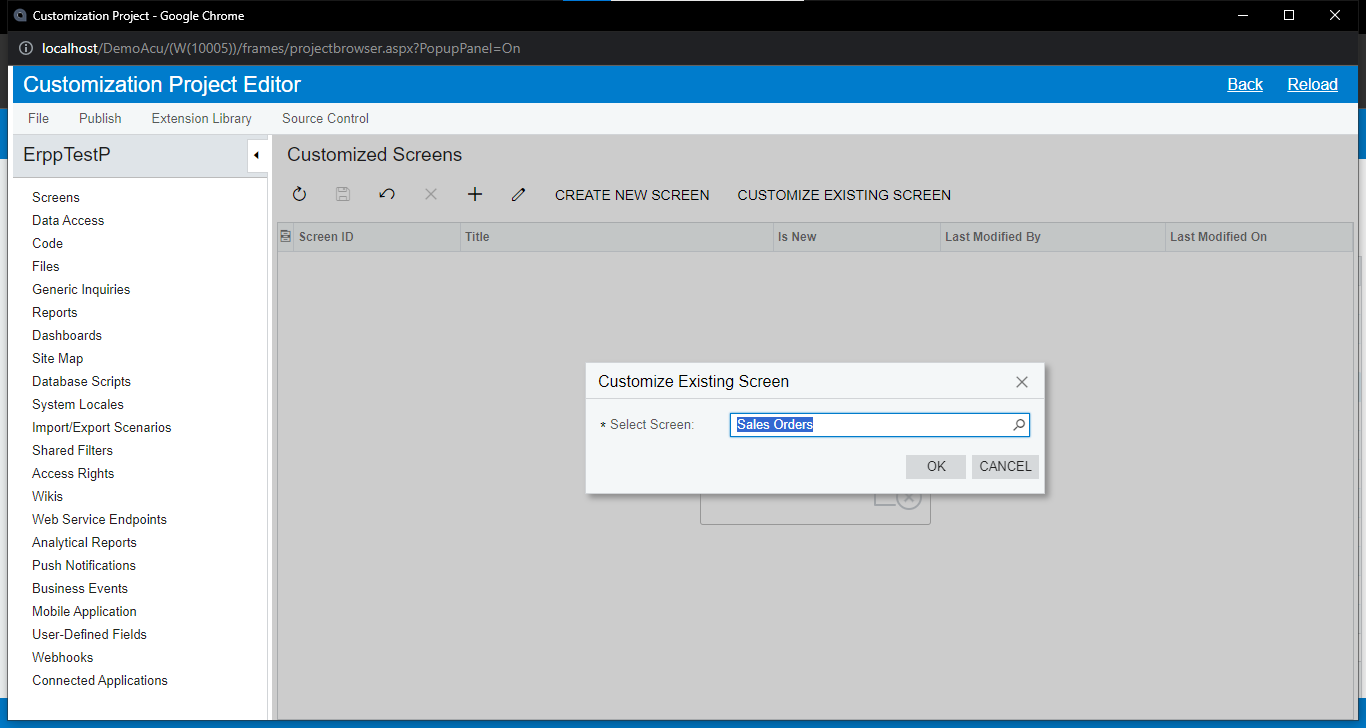 Customization Project - Google Chrome
localhost/DemoAcu/(W(10005))/frames/projectbrowser.aspx?PopupPanel=On
Customization Project Editor Back Reload
File Publish Extension Library Source Control
ErppTestP
Screens
Data Access
Code
Files
Generic Inquiries
Reports
Dashboards
Site Map
Database Scripts
System Locales
Import/Export Scenarios
Shared Filters
Access Rights
Wikis
Web Service Endpoints
Analytical Reports
Push Notifications
Business Events
Mobile Application
User-Defined Fields
Webhooks
Connected Applications
Customized Screens
CREATE NEW SCREEN CUSTOMIZE EXISTING SCREEN
Screen ID Title Is New Last Modified By Last Modified On
Customize Existing Screen
* Select Screen: Sales Orders
OK CANCEL